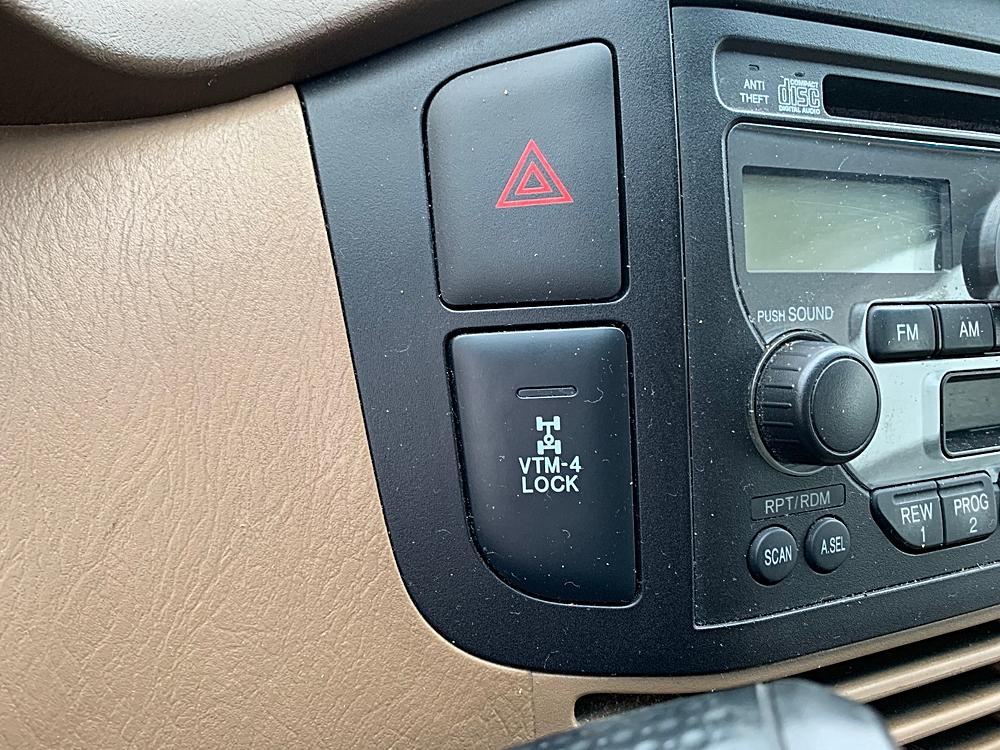 ANTI
THEFT
COMPACT
disc
DIGITAL AUDIO
PUSH SOUND
FM
AM
VTM-4
LOCK
RPT/RDM
SCAN
A.SEL
REW
1
PROG
2